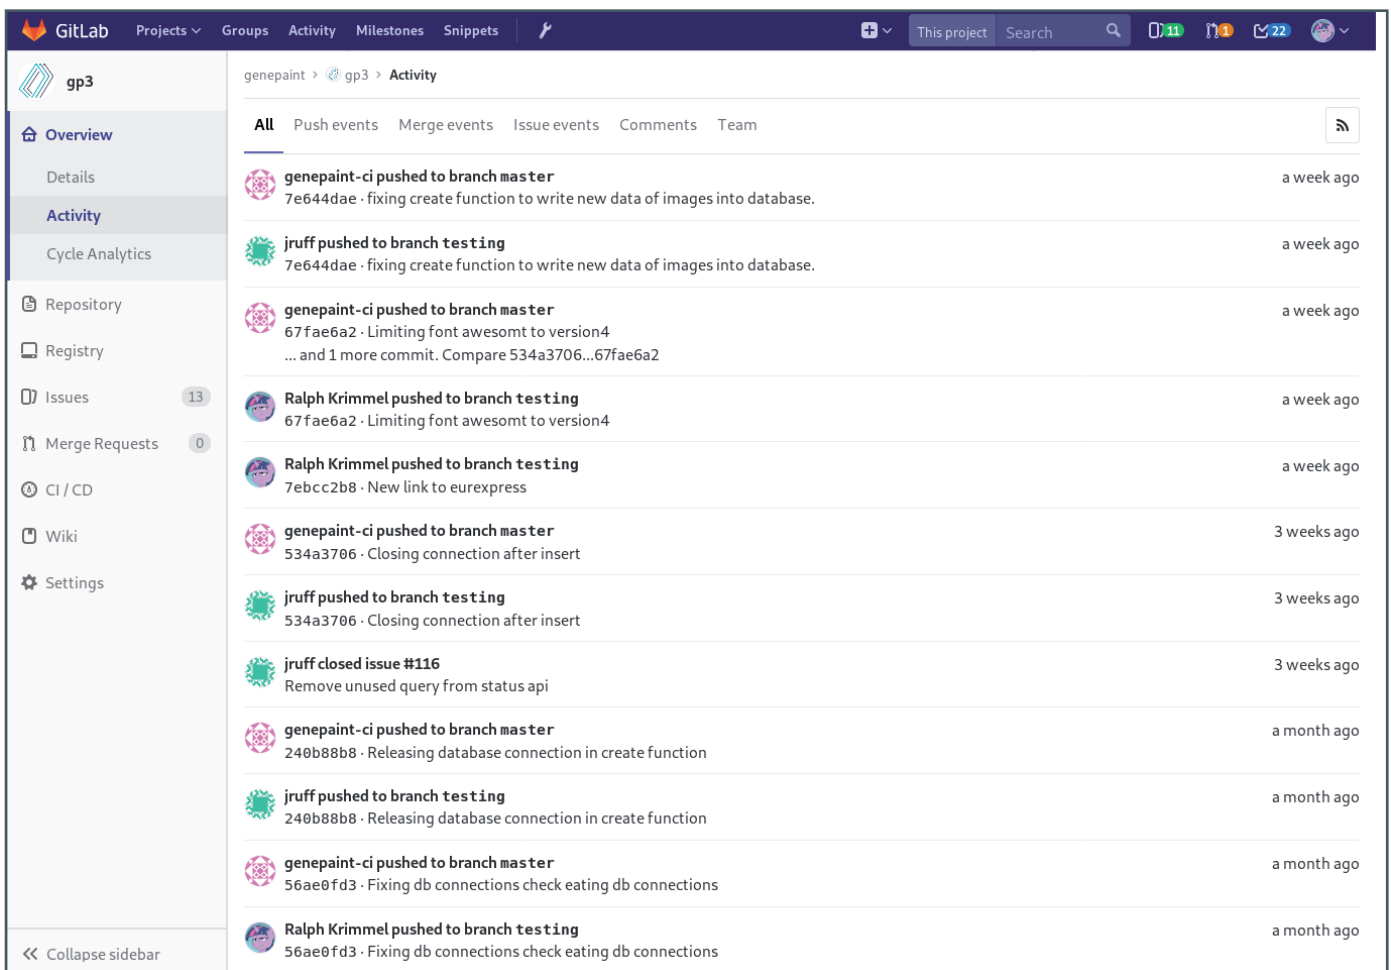 GitLab Projects Groups Activity Milestones Snippets This project Search 11 1 22
gp3
genepaint › gp3 › Activity
All Push events Merge events Issue events Comments Team
Overview
Details
Activity
Cycle Analytics
Repository
Registry
Issues 13
Merge Requests 0
CI / CD
Wiki
Settings
Collapse sidebar
genepaint-ci pushed to branch master a week ago
7e644dae · fixing create function to write new data of images into database.
jruff pushed to branch testing a week ago
7e644dae · fixing create function to write new data of images into database.
genepaint-ci pushed to branch master a week ago
67fae6a2 · Limiting font awesomt to version4
... and 1 more commit. Compare 534a3706...67fae6a2
Ralph Krimmel pushed to branch testing a week ago
67fae6a2 · Limiting font awesomt to version4
Ralph Krimmel pushed to branch testing a week ago
7ebcc2b8 · New link to eurexpress
genepaint-ci pushed to branch master 3 weeks ago
534a3706 · Closing connection after insert
jruff pushed to branch testing 3 weeks ago
534a3706 · Closing connection after insert
jruff closed issue #116 3 weeks ago
Remove unused query from status api
genepaint-ci pushed to branch master a month ago
240b88b8 · Releasing database connection in create function
jruff pushed to branch testing a month ago
240b88b8 · Releasing database connection in create function
genepaint-ci pushed to branch master a month ago
56ae0fd3 · Fixing db connections check eating db connections
Ralph Krimmel pushed to branch testing a month ago
56ae0fd3 · Fixing db connections check eating db connections